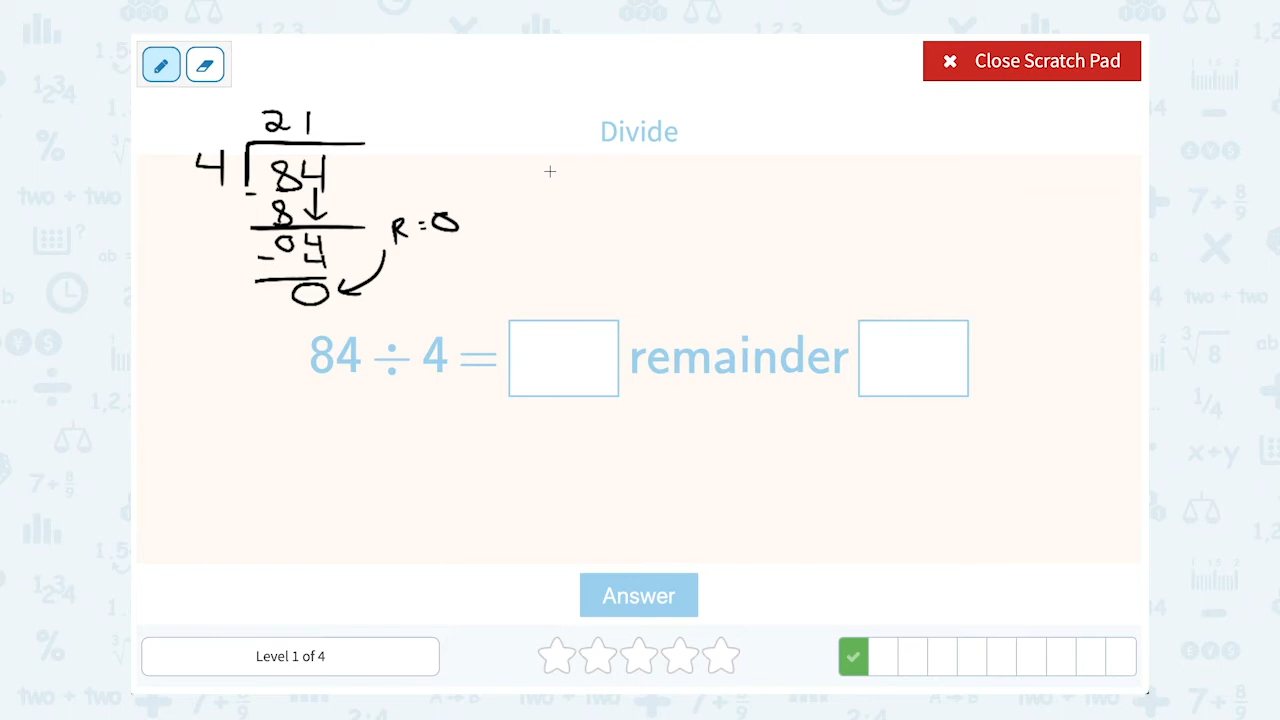 Close Scratch Pad
Divide
21
4 84
- 8
04
- 4
0
R = 0
84 ÷ 4 = remainder
Answer
Level 1 of 4